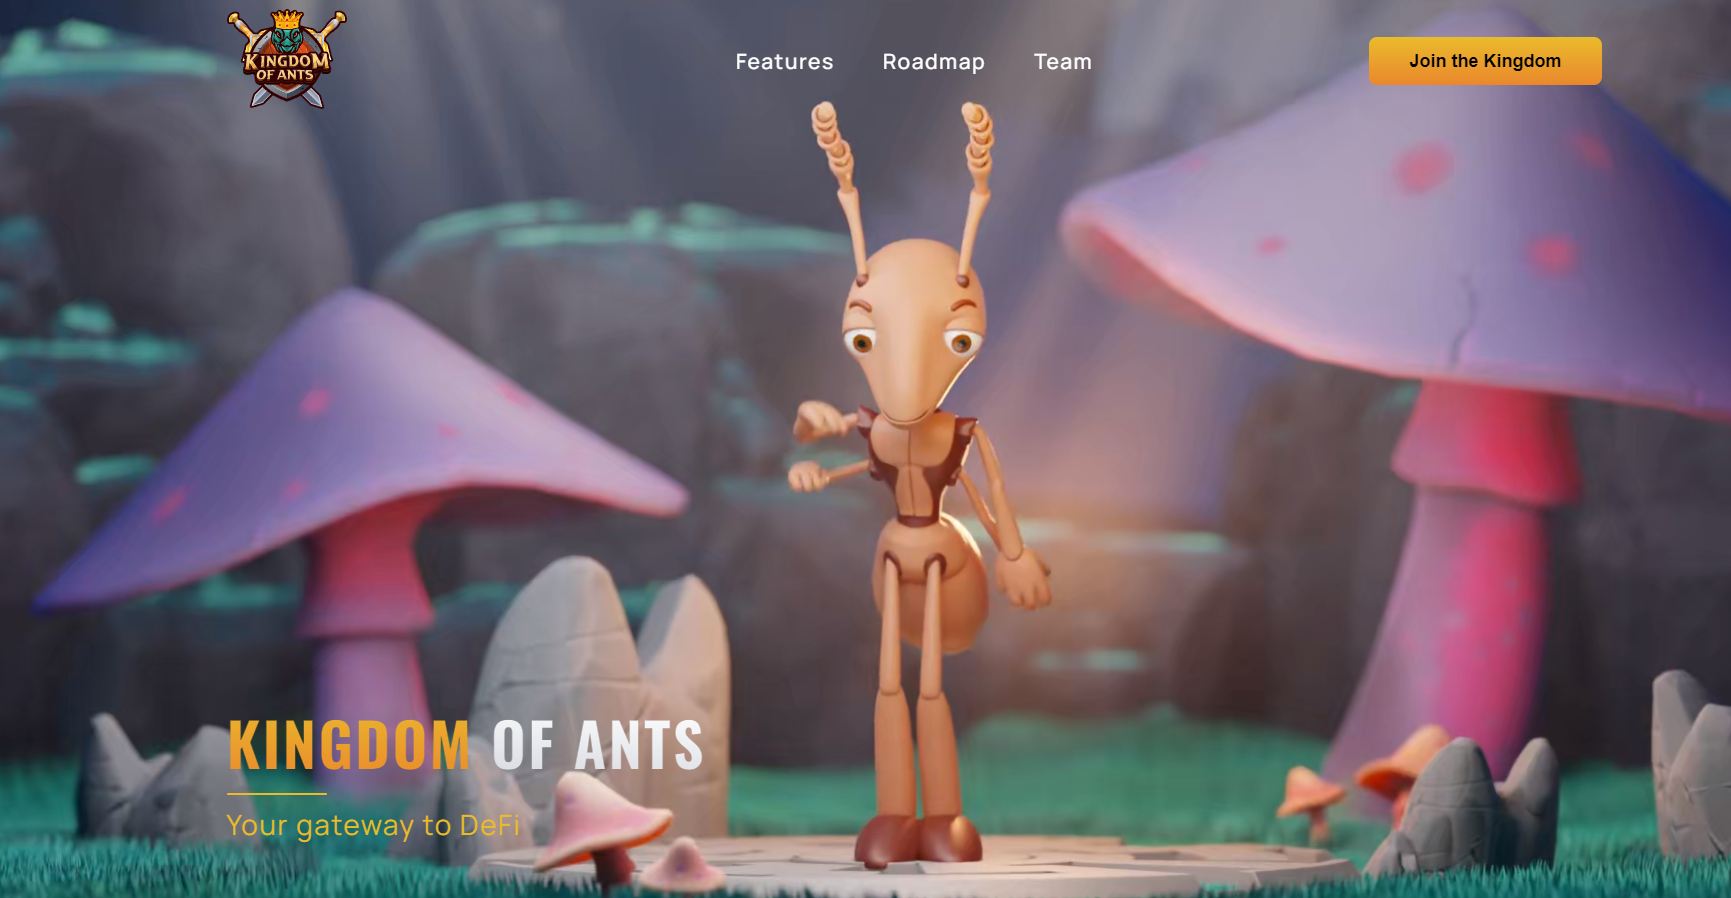 KINGDOM
OF ANTS
Features
Roadmap
Team
Join the Kingdom
KINGDOM OF ANTS
Your gateway to DeFi